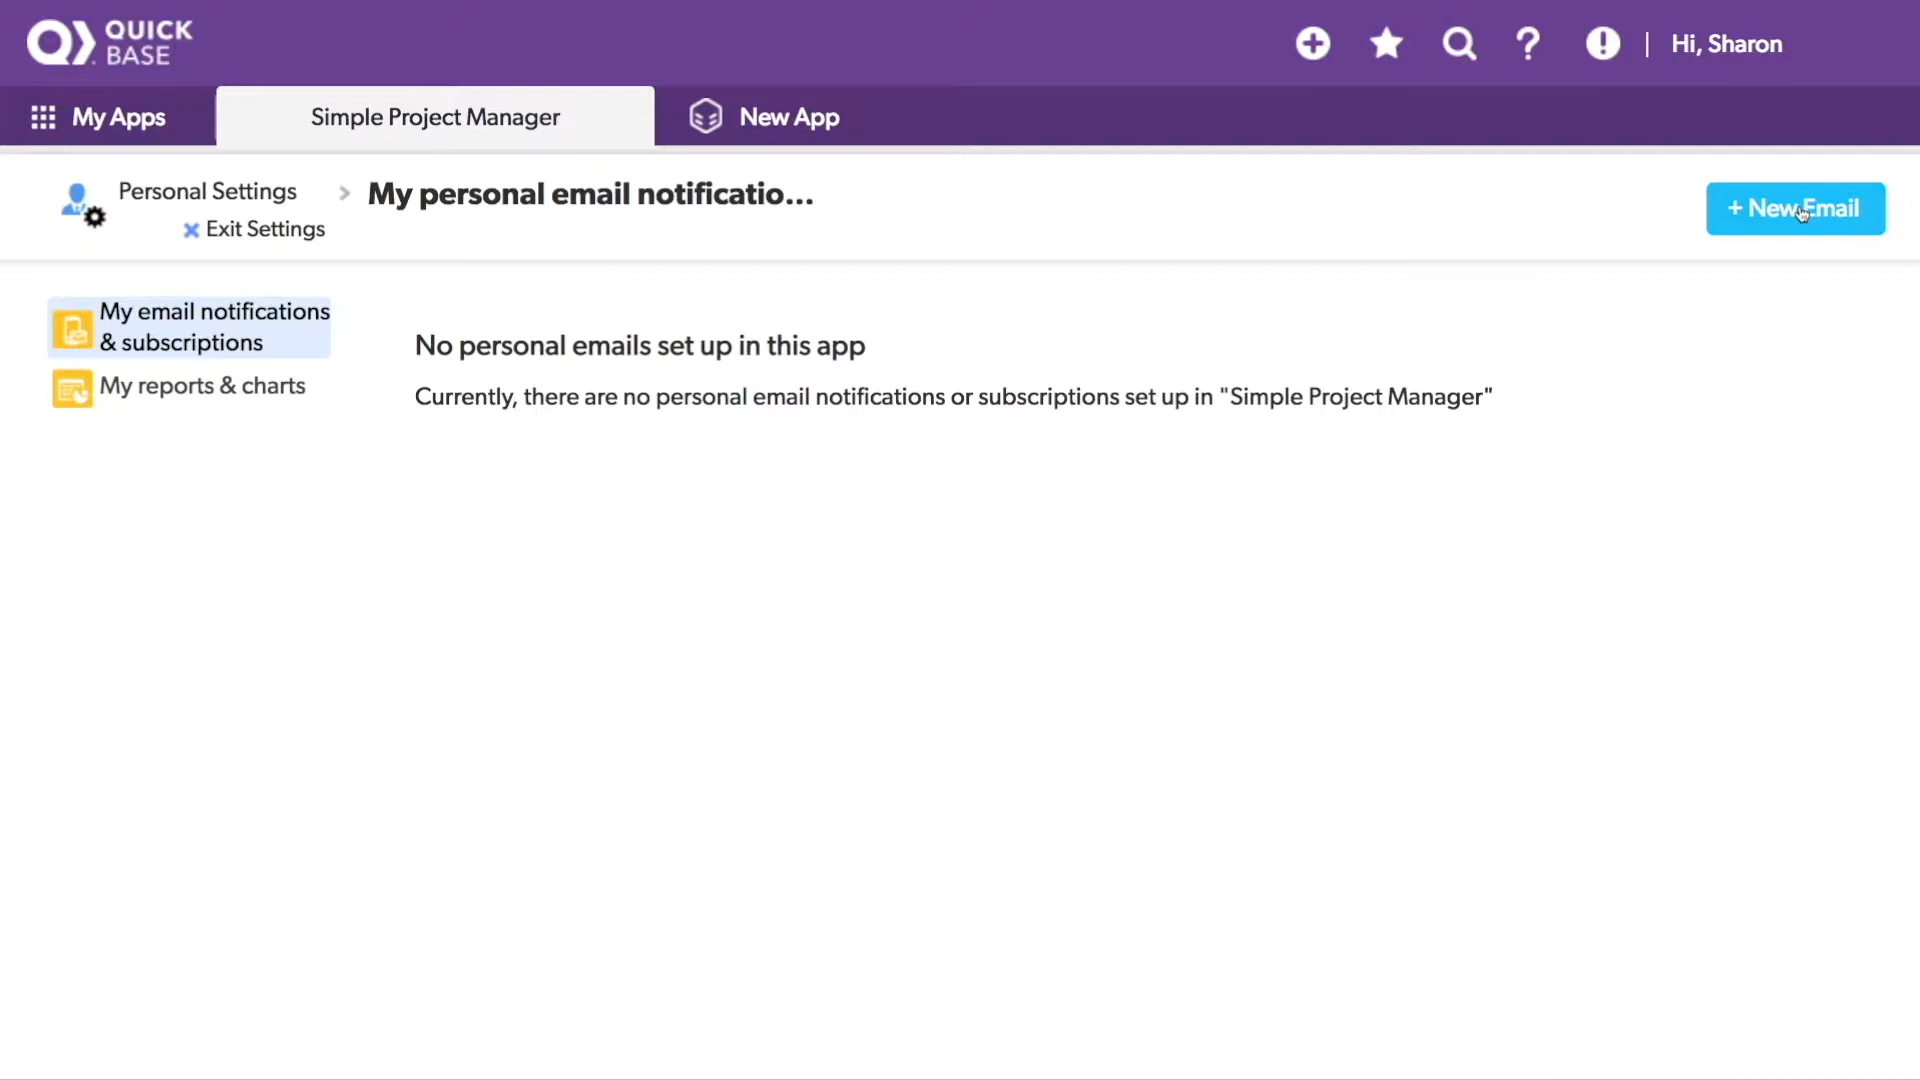 QUICK
BASE
Hi, Sharon
My Apps
Simple Project Manager
New App
Personal Settings
My personal email notificatio...
Exit Settings
+ New Email
My email notifications
& subscriptions
My reports & charts
No personal emails set up in this app
Currently, there are no personal email notifications or subscriptions set up in "Simple Project Manager"